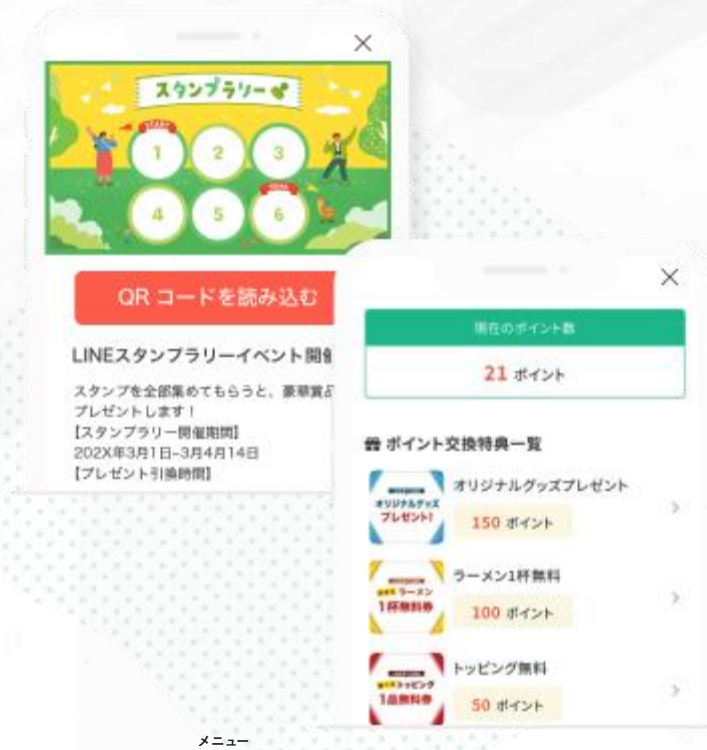 スタンプラリー
START
1
2
3
4
5
6
QR コードを読み込む
LINEスタンプラリーイベント開催
スタンプを全部集めてもらうと、豪華賞品
プレゼントします！
【スタンプラリー開催期間】
202X年3月1日-3月4月14日
【プレゼント引換時間】
現在のポイント数
21 ポイント
ポイント交換特典一覧
オリジナルグッズ
プレゼント!
オリジナルグッズプレゼント
150 ポイント
ラーメン
1杯無料券
ラーメン1杯無料
100 ポイント
トッピング
1品無料券
トッピング無料
50 ポイント
メニュー